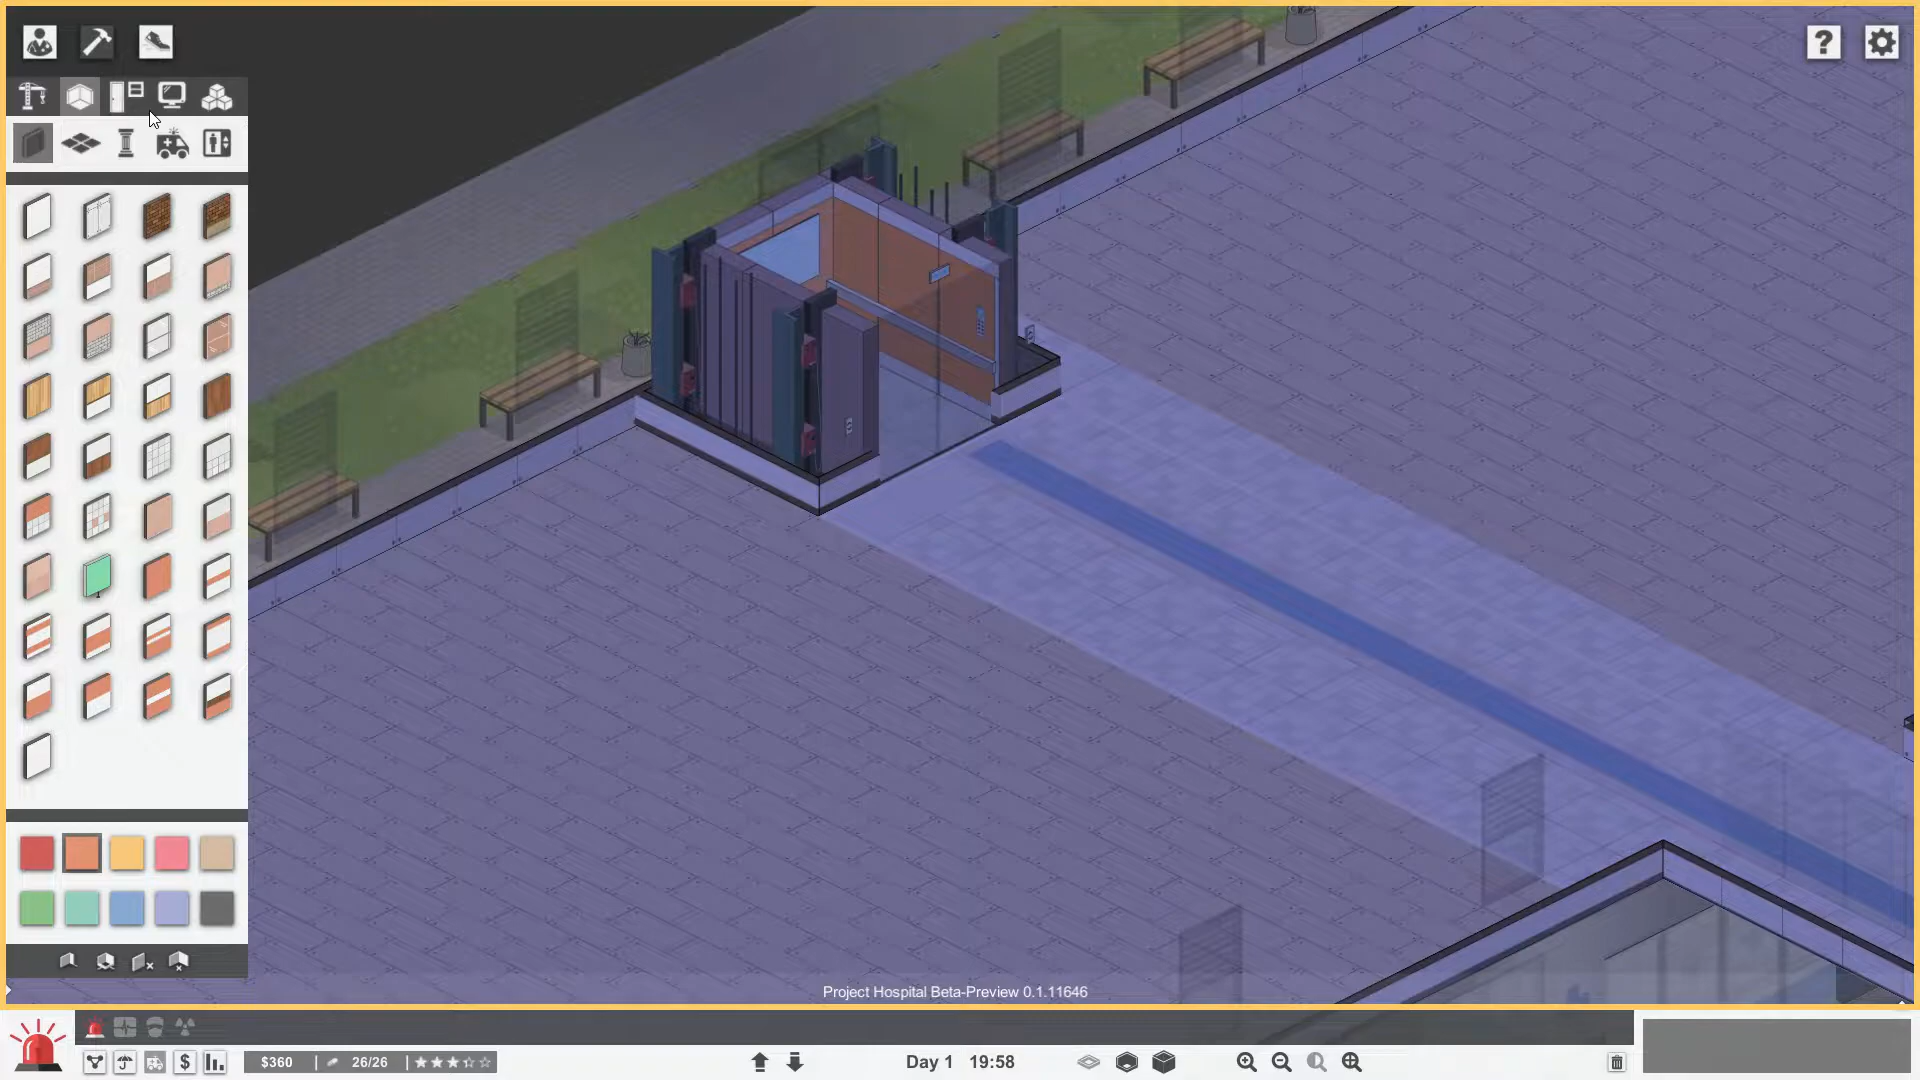 ?
Project Hospital Beta-Preview 0.1.11646
$
$360 | 26/26 |
Day 1 19:58